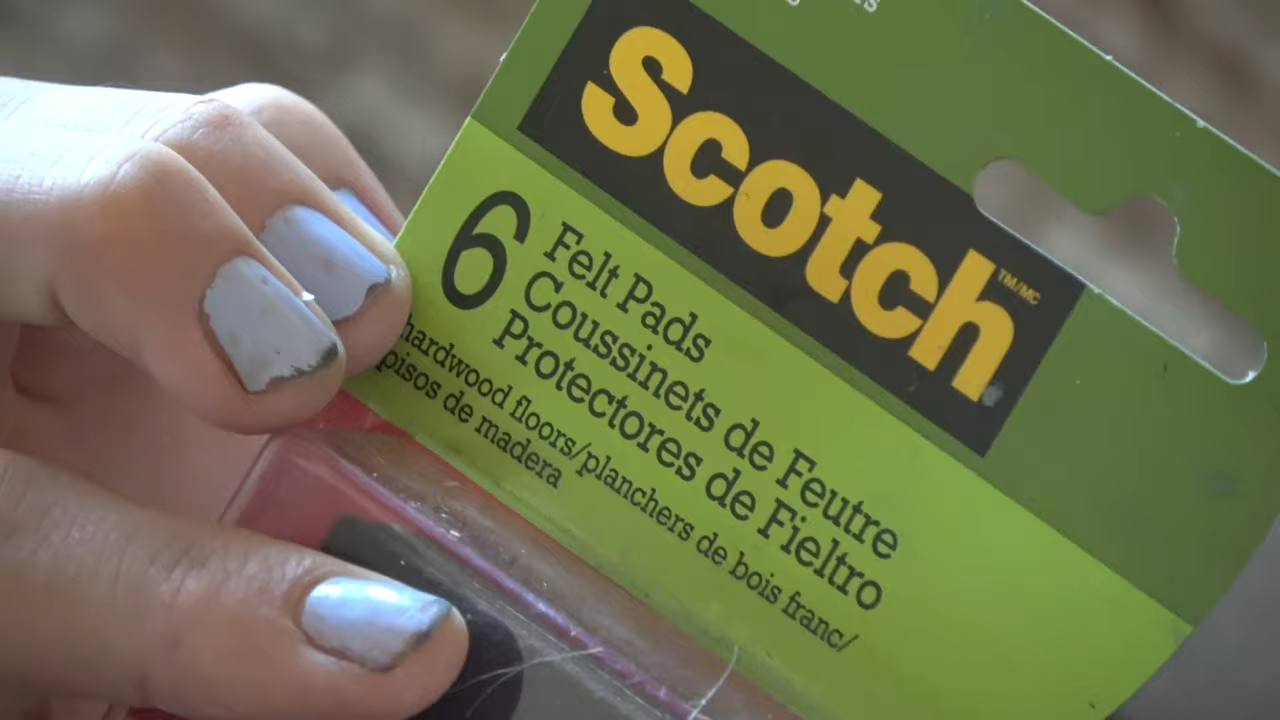 Scotch TM/MC
6 Felt Pads
Coussinets de Feutre
Protectores de Fieltro
hardwood floors/planchers de bois franc/
pisos de madera